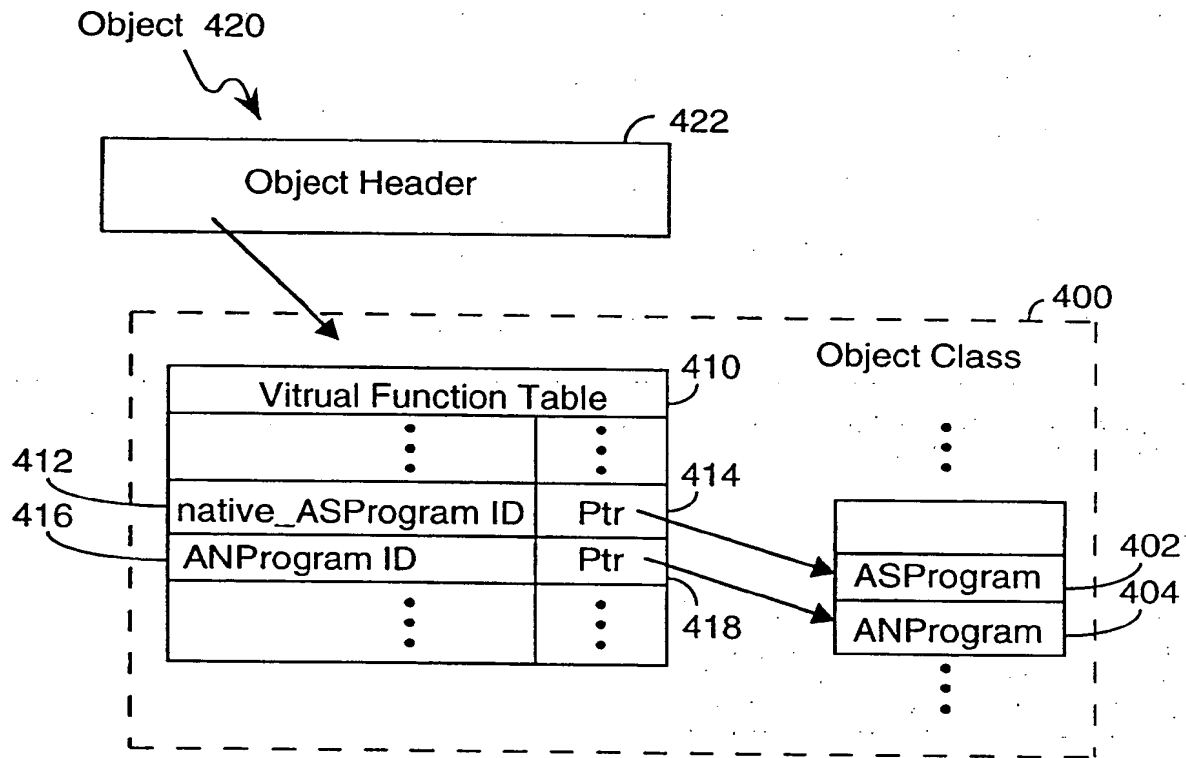 Object 420
422
Object Header
400
Object Class
410
Vitrual Function Table
412
414
native_ASProgram ID Ptr
416
ANProgram ID Ptr
418
402
ASProgram
404
ANProgram